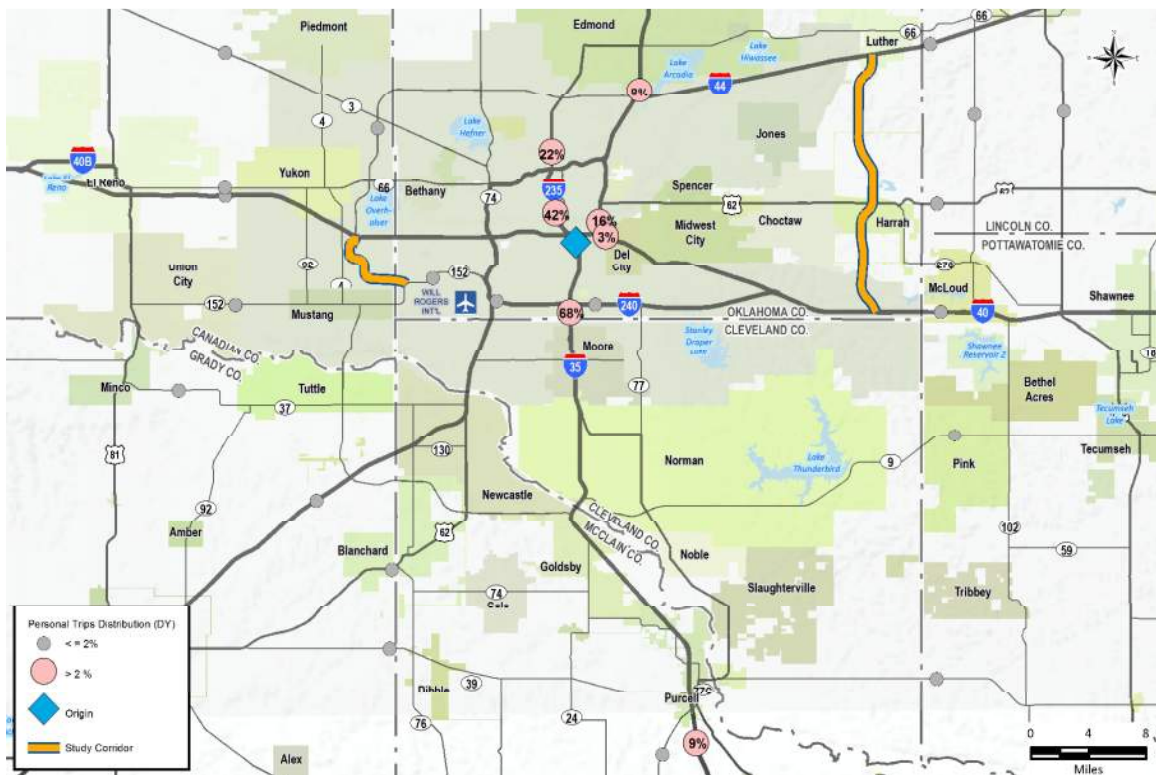 Piedmont
Edmond
66
Luther
66
66
Lake
Arcadia
Lake
Hiwassee
44
3
4
4
Lake
Hefner
Jones
40B
El Reno
Yukon
66
Bethany
22%
235
74
Spencer
62
Lake
Overh-
olser
42%
16%
3%
Midwest
City
Choctaw
Harrah
LINCOLN CO.
POTTAWATOMIE CO.
Del
City
Union
City
152
4
152
WILL
ROGERS
INT'L
Mustang
68%
240
McLoud
40
Shawnee
OKLAHOMA CO.
CLEVELAND CO.
CANADIAN CO.
GRADY CO.
Moore
35
Stanley
Draper
Shawnee
Reservoir 2
Minco
Tuttle
37
77
Bethel
Acres
Tecumseh
Lake
81
130
Norman
Lake
Thunderbird
9
Pink
Tecumseh
Newcastle
92
Amber
62
Blanchard
CLEVELAND CO.
MCCLAIN CO.
102
59
Noble
Goldsby
74
Slaughterville
Tribbey
39
Purcell
76
24
9%
Alex
Personal Trips Distribution (DY)
< = 2%
> 2 %
Origin
Study Corridor
0 4 8
Miles